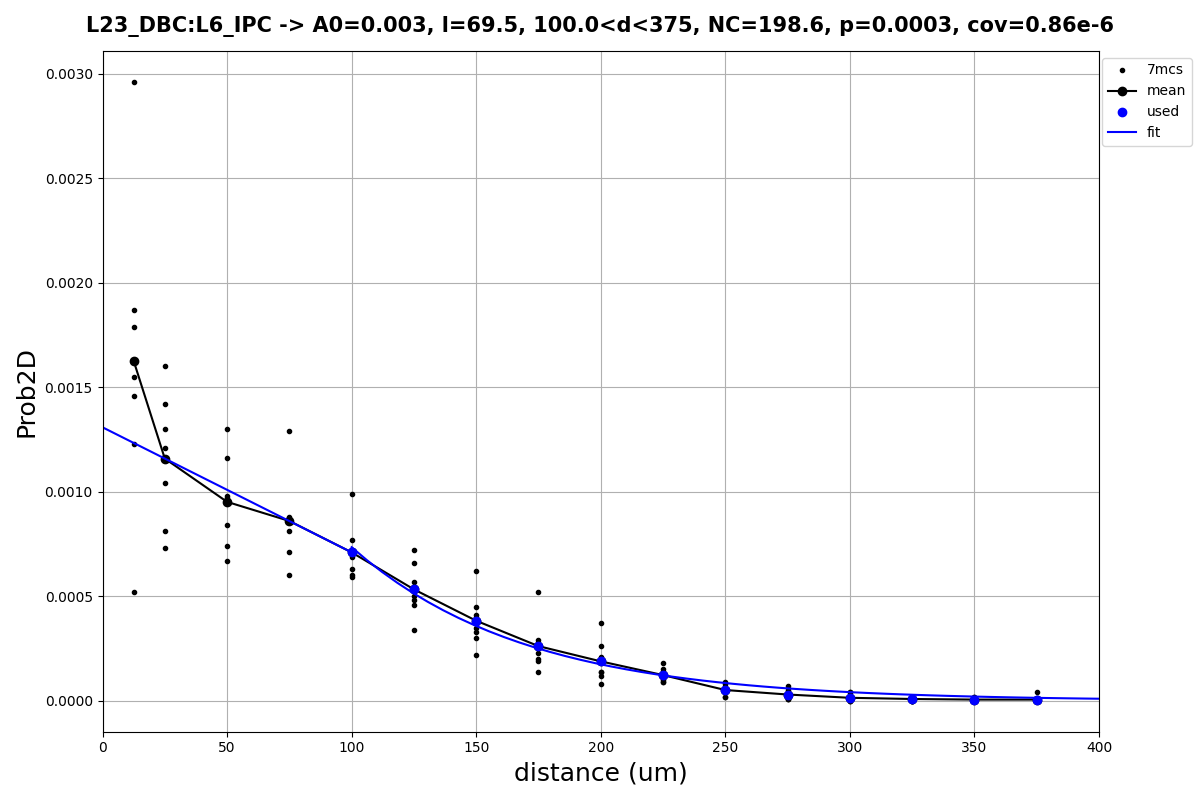 L23_DBC:L6_IPC -> A0=0.003, l=69.5, 100.0<d<375, NC=198.6, p=0.0003, cov=0.86e-6
0.0030
0.0025
0.0020
0.0015
0.0010
0.0005
0.0000
Prob2D
0
50
100
150
200
250
300
350
400
distance (um)
7mcs
mean
used
fit